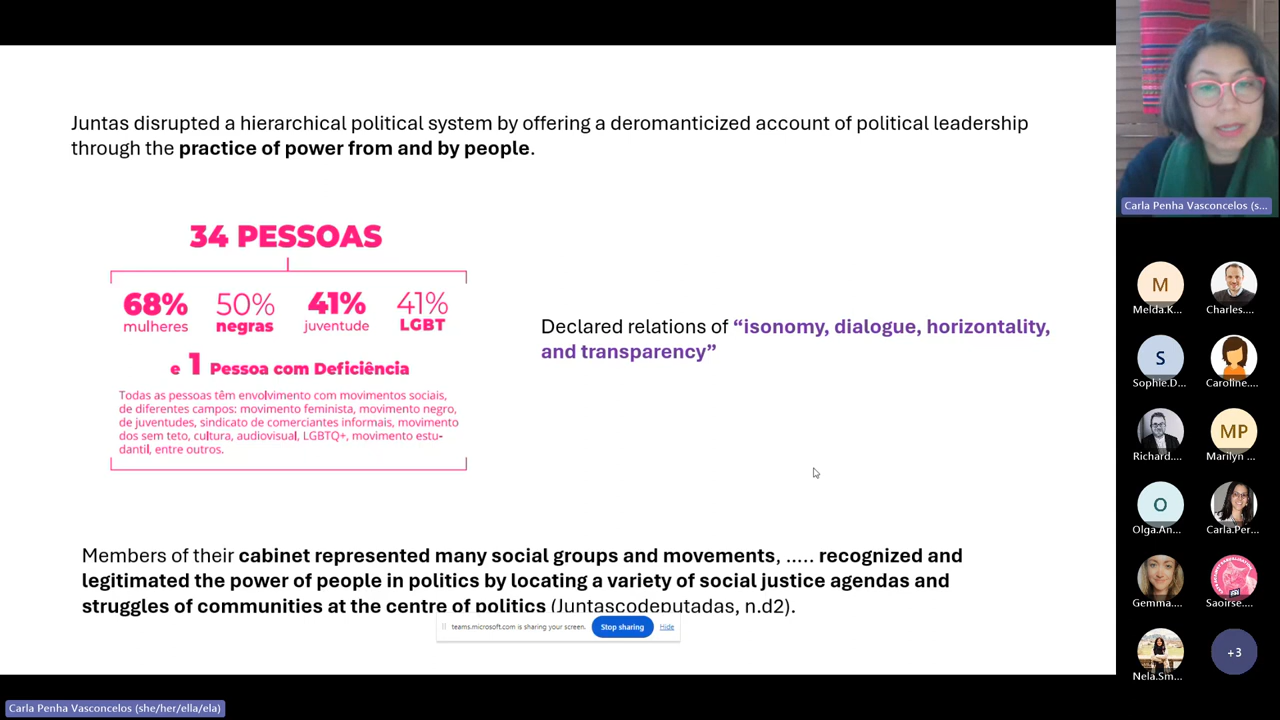 Juntas disrupted a hierarchical political system by offering a deromanticized account of political leadership
through the practice of power from and by people.
34 PESSOAS
68% 50% 41% 41%
mulheres negras juventude LGBT
e 1 Pessoa com Deficiência
Todas as pessoas têm envolvimento com movimentos sociais,
de diferentes campos: movimento feminista, movimento negro,
de juventudes, sindicato de comerciantes informais, movimento
dos sem teto, cultura, audiovisual, LGBTQ+, movimento estu-
dantil, entre outros.
Declared relations of “isonomy, dialogue, horizontality,
and transparency”
Members of their cabinet represented many social groups and movements, ..... recognized and
legitimated the power of people in politics by locating a variety of social justice agendas and
struggles of communities at the centre of politics (Juntascodeputadas, n.d2).
teams.microsoft.com is sharing your screen. Stop sharing Hide
Carla Penha Vasconcelos (she/her/ella/ela)
Carla Penha Vasconcelos (s...
M
Melda.K... Charles....
S
Sophie.D... Caroline....
MP
Richard.... Marilyn ...
O
Olga.An... Carla.Per...
Gemma.... Saoirse....
+3
Nela.Sm...